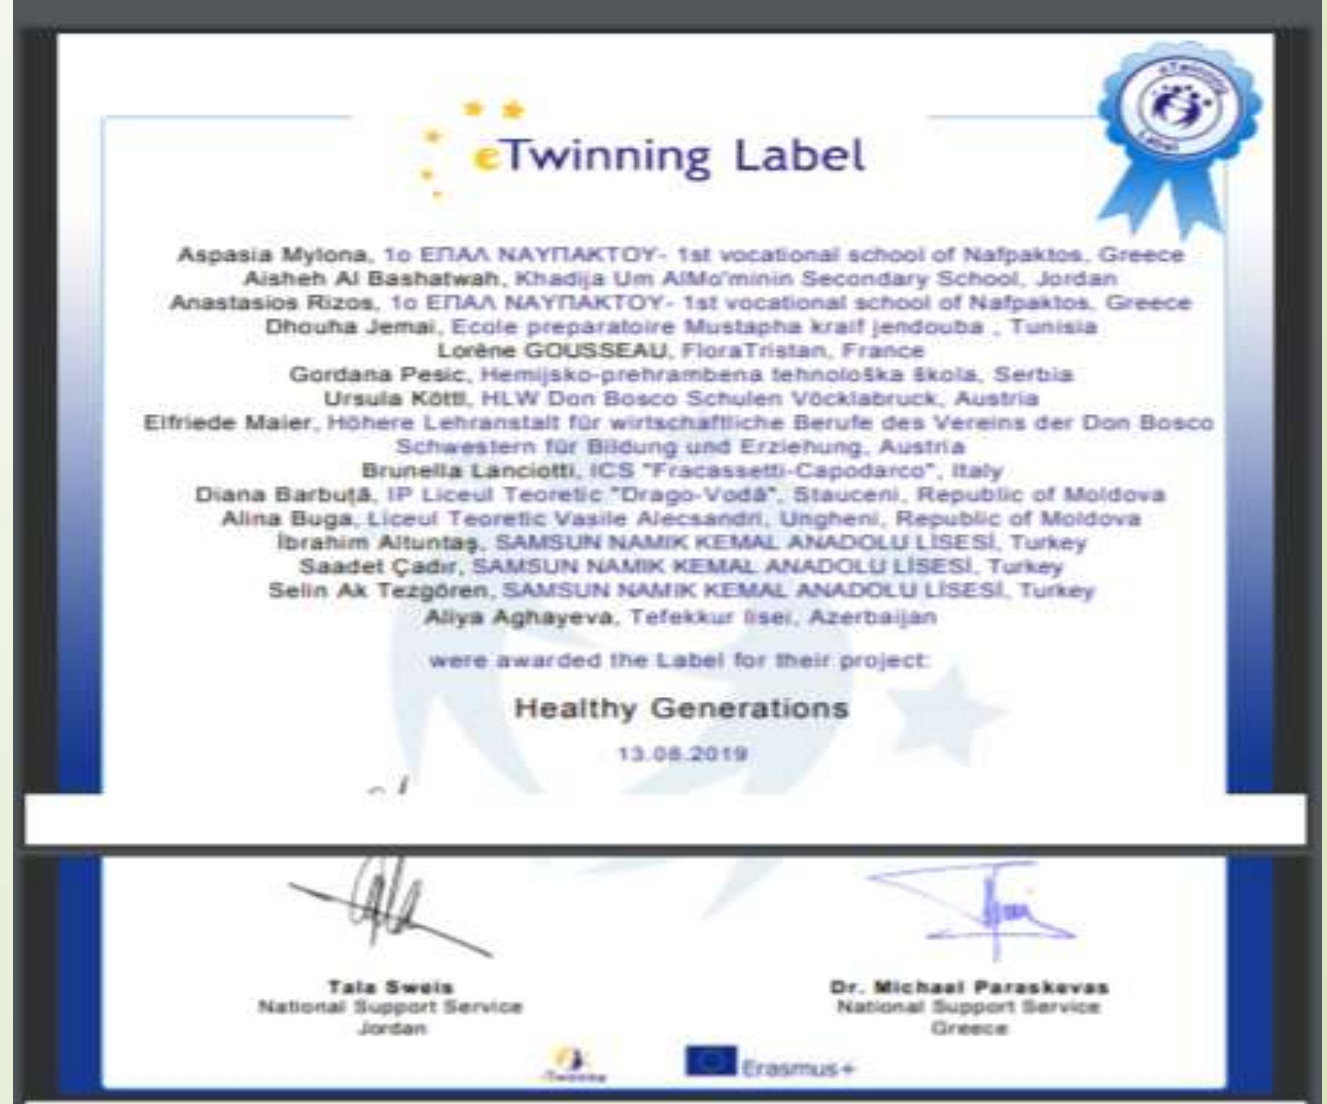 eTwinning
Label
eTwinning Label
Aspasia Mylona, 1ο ΕΠΑΛ ΝΑΥΠΑΚΤΟΥ- 1st vocational school of Nafpaktos, Greece
Aisheh Al Bashatwah, Khadija Um AlMo'minin Secondary School, Jordan
Anastasios Rizos, 1ο ΕΠΑΛ ΝΑΥΠΑΚΤΟΥ- 1st vocational school of Nafpaktos, Greece
Dhouha Jemai, Ecole preparatoire Mustapha kraif jendouba , Tunisia
Lorène GOUSSEAU, FloraTristan, France
Gordana Pesic, Hemijsko-prehrambena tehnološka škola, Serbia
Ursula Köttl, HLW Don Bosco Schulen Vöcklabruck, Austria
Elfriede Maier, Höhere Lehranstalt für wirtschaftliche Berufe des Vereins der Don Bosco
Schwestern für Bildung und Erziehung, Austria
Brunella Lanciotti, ICS "Fracassetti-Capodarco", Italy
Diana Barbuță, IP Liceul Teoretic "Drago-Vodă", Stauceni, Republic of Moldova
Alina Buga, Liceul Teoretic Vasile Alecsandri, Ungheni, Republic of Moldova
İbrahim Altuntaş, SAMSUN NAMIK KEMAL ANADOLU LİSESİ, Turkey
Saadet Çadır, SAMSUN NAMIK KEMAL ANADOLU LİSESİ, Turkey
Selin Ak Tezgören, SAMSUN NAMIK KEMAL ANADOLU LİSESİ, Turkey
Aliya Aghayeva, Tefekkur lisei, Azerbaijan
were awarded the Label for their project:
Healthy Generations
13.08.2019
Tala Sweis
National Support Service
Jordan
Dr. Michael Paraskevas
National Support Service
Greece
eTwinning
Erasmus+